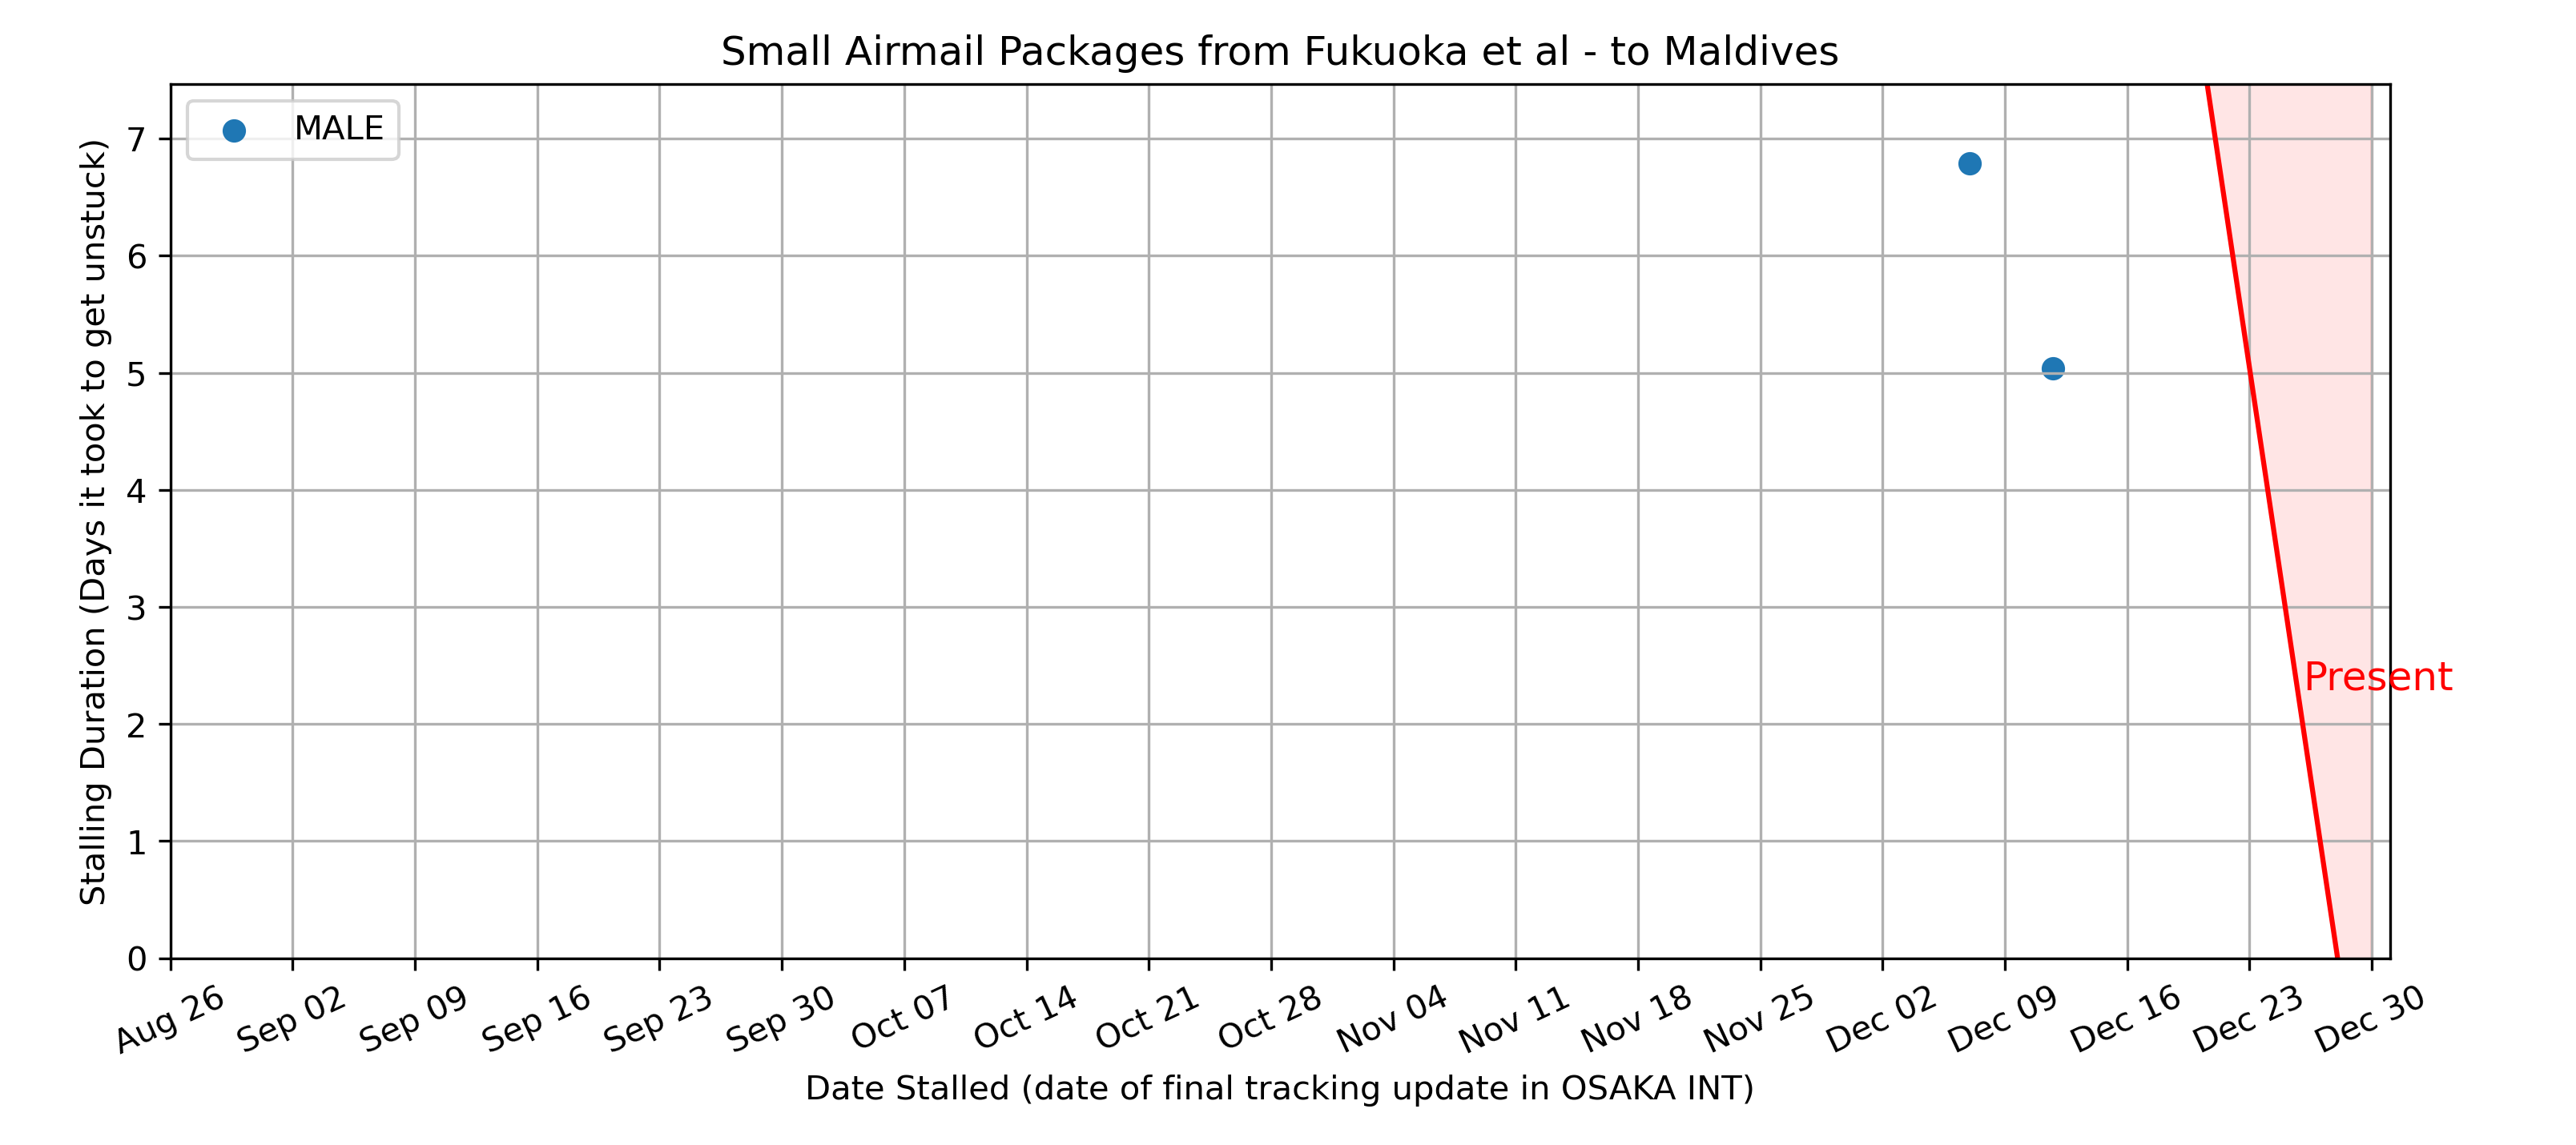 Small Airmail Packages from Fukuoka et al - to Maldives
MALE
Stalling Duration (Days it took to get unstuck)
7
6
5
4
3
2
1
0
Present
Aug 26 Sep 02 Sep 09 Sep 16 Sep 23 Sep 30 Oct 07 Oct 14 Oct 21 Oct 28 Nov 04 Nov 11 Nov 18 Nov 25 Dec 02 Dec 09 Dec 16 Dec 23 Dec 30
Date Stalled (date of final tracking update in OSAKA INT)